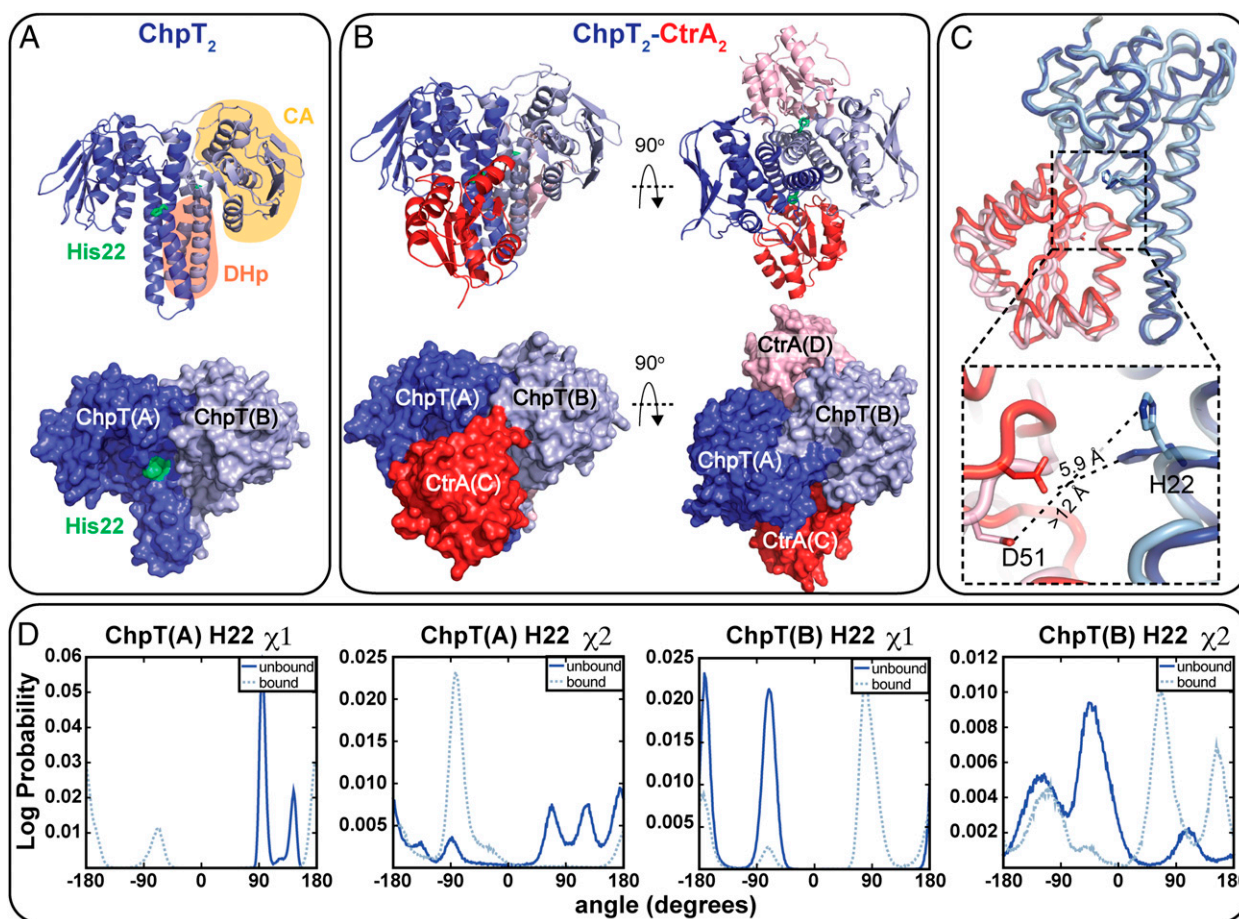 A
ChpT2
CA
His22
DHp
ChpT(A)
ChpT(B)
His22
B
ChpT2-CtrA2
90o
CtrA(D)
90o
ChpT(A)
ChpT(B)
ChpT(B)
ChpT(A)
CtrA(C)
CtrA(C)
C
5.9 Å
H22
>12 Å
D51
D
ChpT(A) H22 χ1
unbound
bound
0.06
0.05
0.04
0.03
0.02
0.01
-180 -90 0 90 180
ChpT(A) H22 χ2
unbound
bound
0.025
0.020
0.015
0.010
0.005
-180 -90 0 90 180
ChpT(B) H22 χ1
unbound
bound
0.025
0.020
0.015
0.010
0.005
-180 -90 0 90 180
ChpT(B) H22 χ2
unbound
bound
0.012
0.010
0.008
0.006
0.004
0.002
-180 -90 0 90 180
Log Probability
angle (degrees)